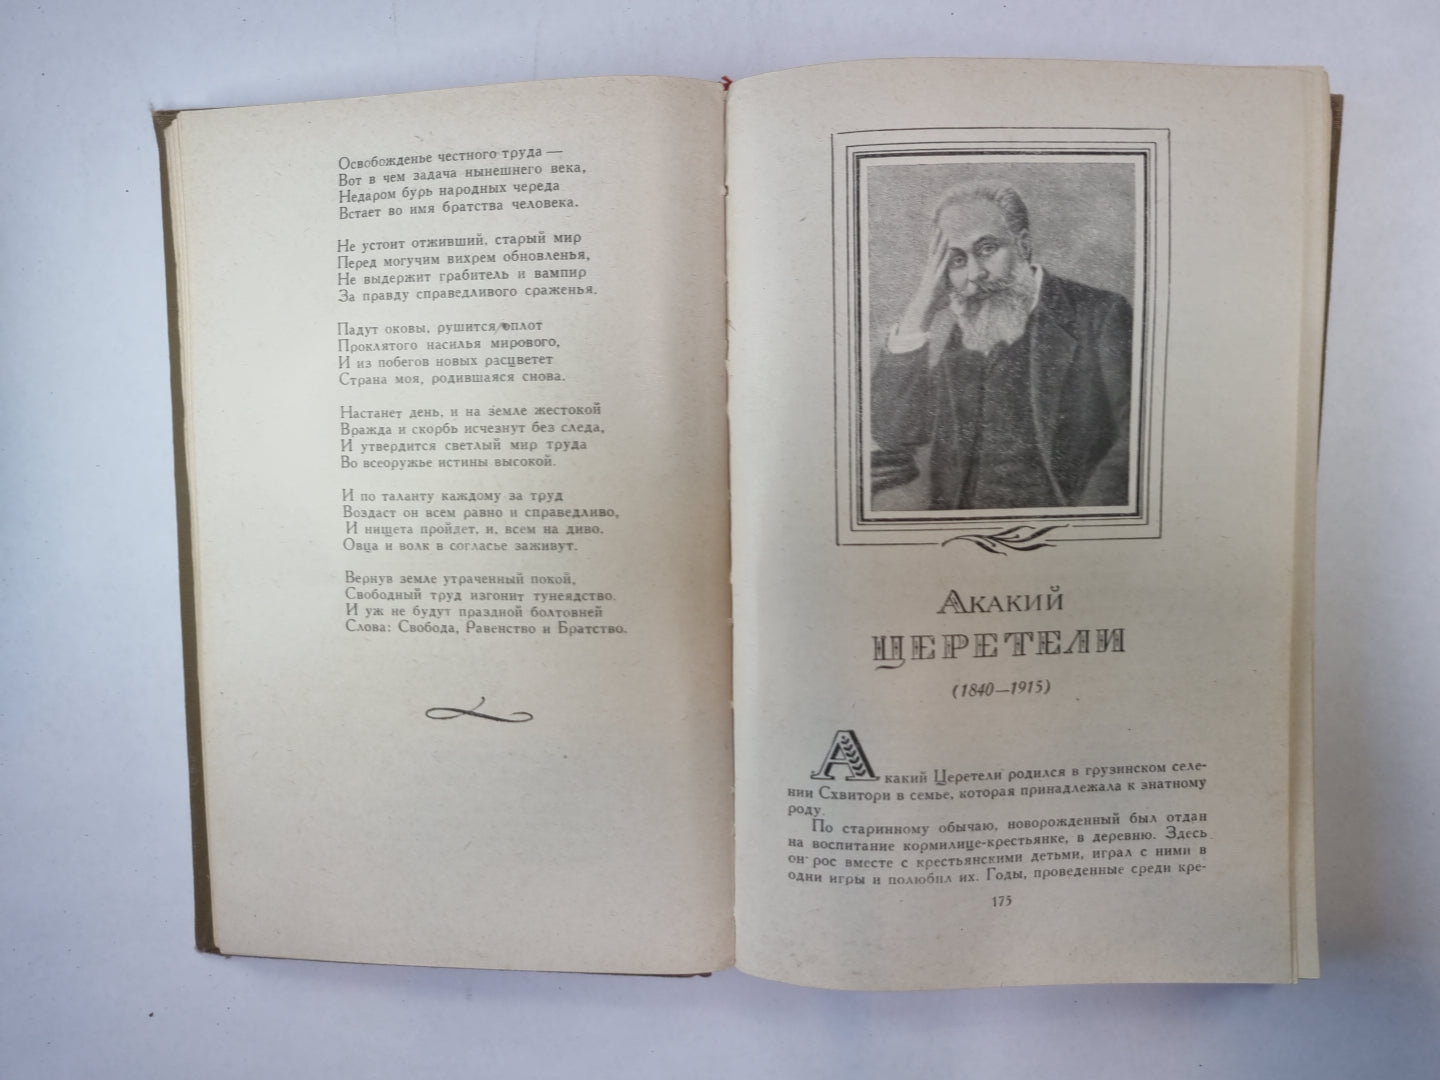 Освобожденье честного труда —
Вот в чем задача нынешнего века,
Недаром бурь народных череда
Встает во имя братства человека.
Не устоит отживший, старый мир
Перед могучим вихрем обновленья,
Не выдержит грабитель и вампир
За правду справедливого сраженья.
Падут оковы, рушится оплот
Проклятого насилья мирового,
И из побегов новых расцветет
Страна моя, родившаяся снова.
Настанет день, и на земле жестокой
Вражда и скорбь исчезнут без следа,
И утвердится светлый мир труда
Во всеоружье истины высокой.
И по таланту каждому за труд
Воздаст он всем равно и справедливо,
И нищета пройдет, и, всем на диво,
Овца и волк в согласье заживут.
Вернув земле утраченный покой,
Свободный труд изгонит тунеядство.
И уж не будут праздной болтовней
Слова: Свобода, Равенство и Братство.
Акакий
ЦЕРЕТЕЛИ
(1840—1915)
Акакий Церетели родился в грузинском селе-
нии Схвитори в семье, которая принадлежала к знатному
роду.
По старинному обычаю, новорожденный был отдан
на воспитание кормилице-крестьянке, в деревню. Здесь
он рос вместе с крестьянскими детьми, играл с ними в
одни игры и полюбил их. Годы, проведенные среди кре-
175